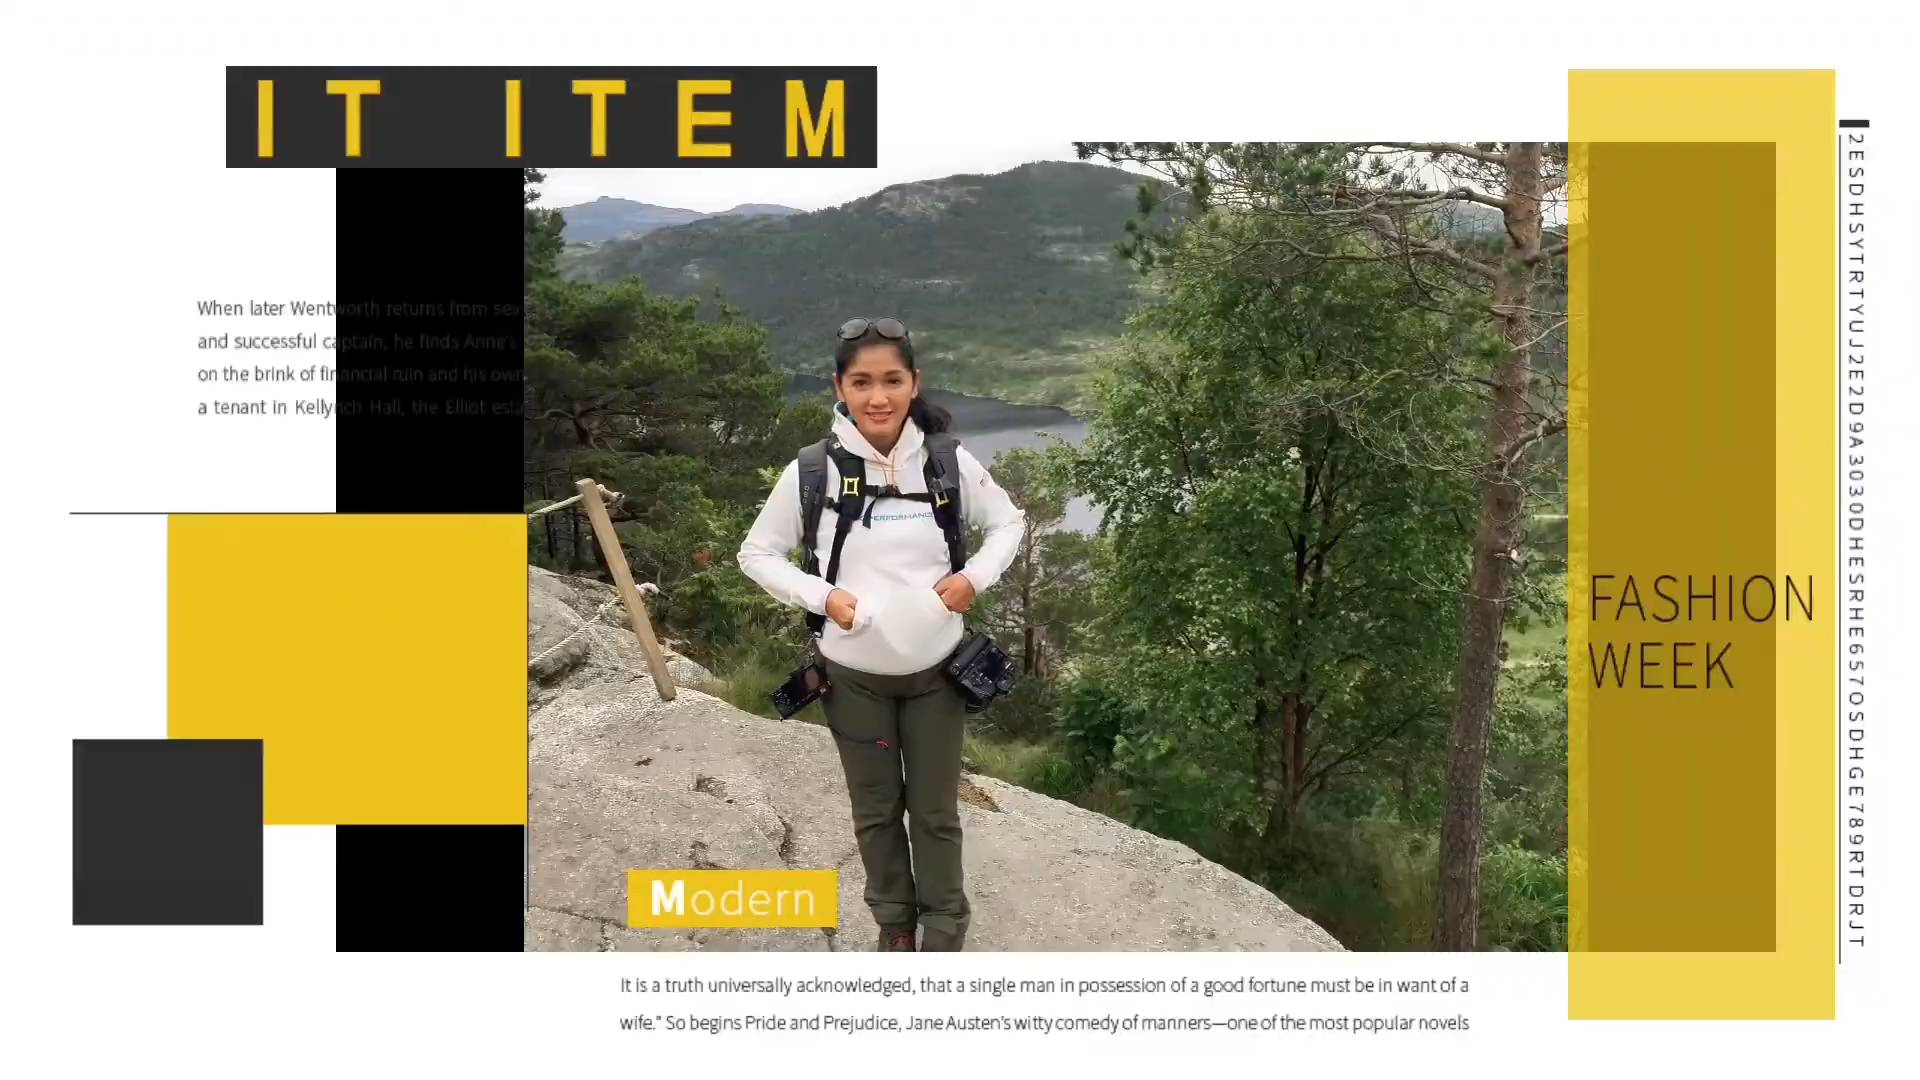 IT ITEM
When later Wentworth returns from sea
and successful captain, he finds Anne's
on the brink of financial ruin and his own
a tenant in Kellynch Hall, the Elliot esta
PERFORMANC
FASHION
WEEK
Modern
It is a truth universally acknowledged, that a single man in possession of a good fortune must be in want of a
wife." So begins Pride and Prejudice, Jane Austen's witty comedy of manners—one of the most popular novels
2ESDHSYTRTYUJ2E2D9A3030DHESRHE657OSDHGE789RTDRJT